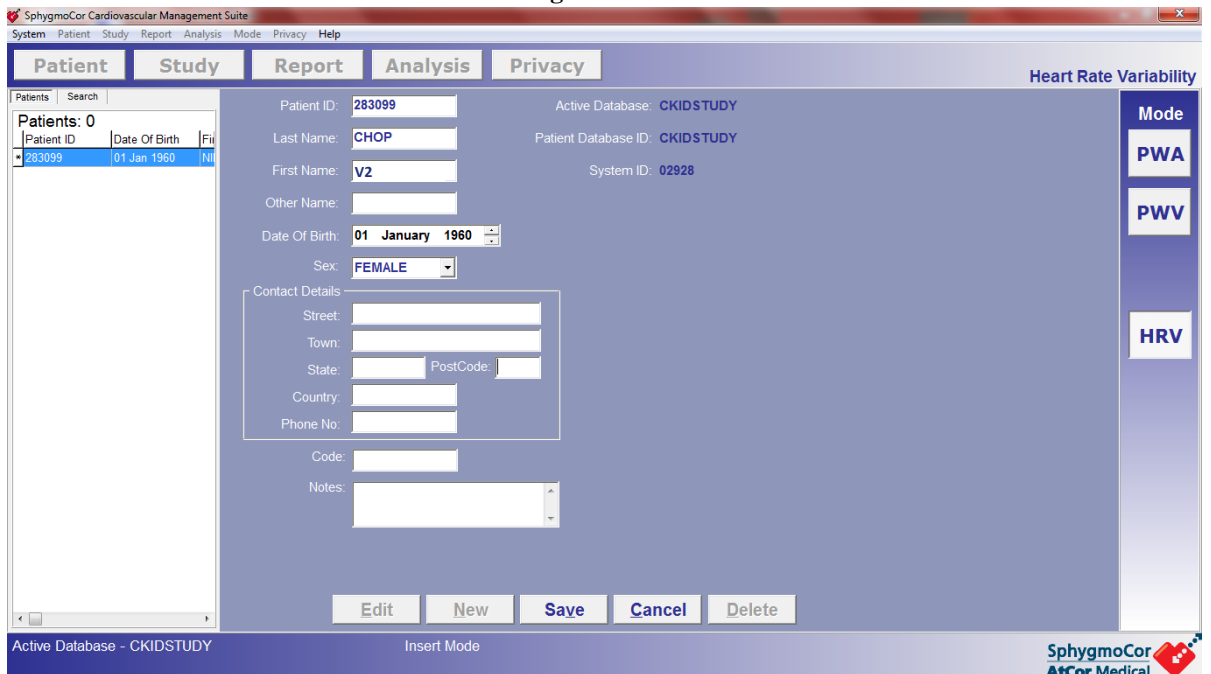 SphygmoCor Cardiovascular Management Suite
System Patient Study Report Analysis Mode Privacy Help
Patient Study Report Analysis Privacy
Heart Rate Variability
Patients Search
Patients: 0
Patient ID Date Of Birth
* 283099 01 Jan 1960
Patient ID: 283099 Active Database: CKIDSTUDY
Last Name: CHOP Patient Database ID: CKIDSTUDY
First Name: V2 System ID: 02928
Other Name:
Date Of Birth: 01 January 1960
Sex: FEMALE
Contact Details
Street:
Town:
State: PostCode:
Country:
Phone No:
Code:
Notes:
Edit New Save Cancel Delete
Mode
PWA
PWV
HRV
Active Database - CKIDSTUDY Insert Mode
SphygmoCor
AtCor Medical